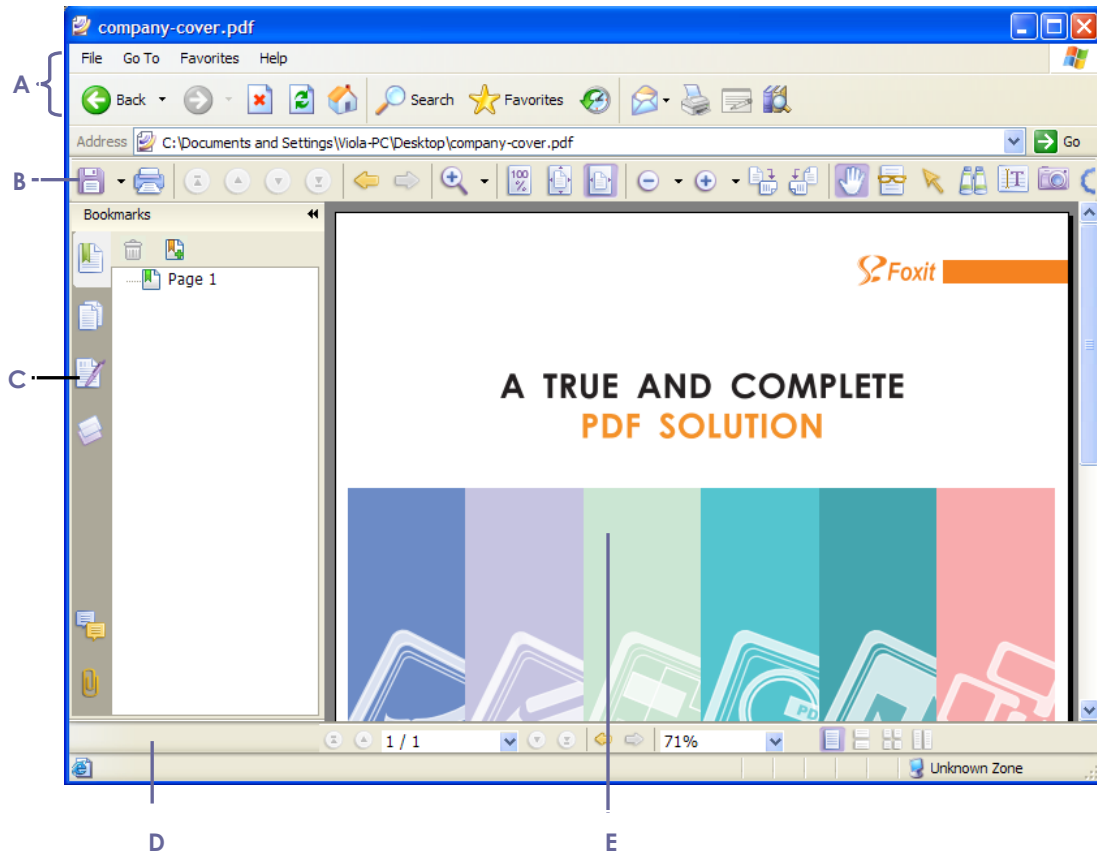 company-cover.pdf
File Go To Favorites Help
A
Back Search Favorites
Address C:\Documents and Settings\Viola-PC\Desktop\company-cover.pdf Go
B
100 %
Bookmarks
Page 1
Foxit
C
A TRUE AND COMPLETE
PDF SOLUTION
PD
1 / 1 71%
Unknown Zone
D E